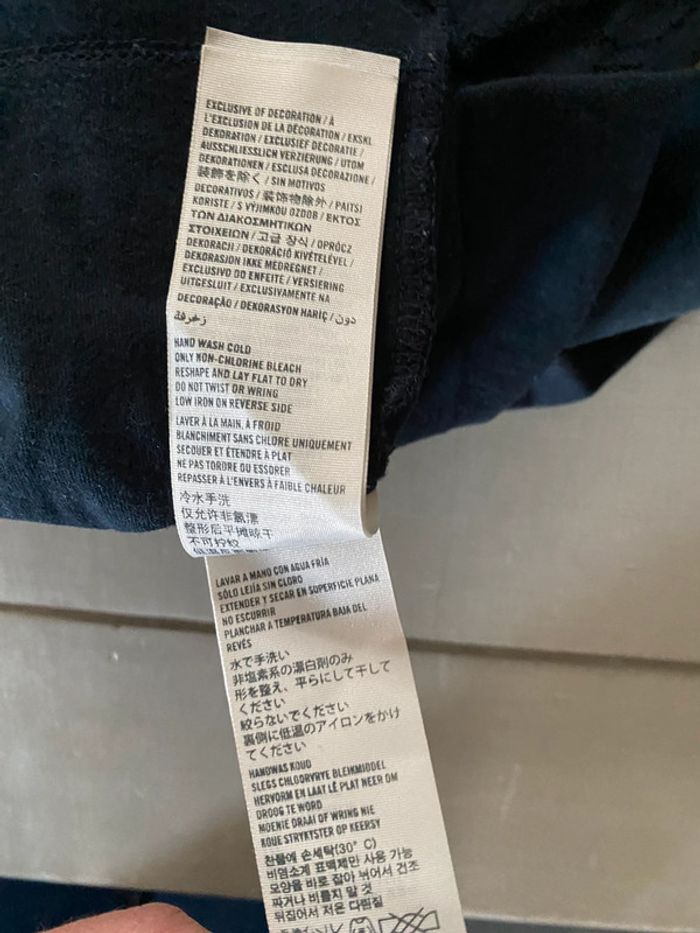 EXCLUSIVE OF DECORATION / À
L'EXCLUSION DE LA DÉCORATION / EKSKL
DEKORATION / EXCLUSIEF DECORATIE /
AUSSCHLIESSLICH VERZIERUNG / UTOM
DEKORATIONEN / ESCLUSA DECORAZIONE /
装飾を除く / SIN MOTIVOS
DECORATIVOS / 装饰物除外 / PAITSI
KORISTE / S VÝJIMKOU OZDOB / ΕΚΤΟΣ
ΤΩΝ ΔΙΑΚΟΣΜΗΤΙΚΩΝ
ΣΤΟΙΧΕΙΩΝ / 고급 장식 / OPRÓCZ
DEKORACJI / DEKORÁCIÓ KIVÉTELÉVEL /
DEKORASJON IKKE MEDREGNET /
EXCLUSIVO DO ENFEITE / VERSIERING
UITGESLUIT / EXCLUSIVAMENTE NA
DECORAÇÃO / DEKORASYON HARİÇ / دون
زخرفة
HAND WASH COLD
ONLY NON-CHLORINE BLEACH
RESHAPE AND LAY FLAT TO DRY
DO NOT TWIST OR WRING
LOW IRON ON REVERSE SIDE
LAVER À LA MAIN, À FROID
BLANCHIMENT SANS CHLORE UNIQUEMENT
SECOUER ET ÉTENDRE À PLAT
NE PAS TORDRE OU ESSORER
REPASSER À L'ENVERS À FAIBLE CHALEUR
冷水手洗
仅允许非氯漂
整形后平摊晾干
不可拧绞
LAVAR A MANO CON AGUA FRÍA
SÓLO LEJÍA SIN CLORO
EXTENDER Y SECAR EN SUPERFICIE PLANA
NO ESCURRIR
PLANCHAR A TEMPERATURA BAJA DEL
REVÉS
水で手洗い
非塩素系の漂白剤のみ
形を整え、平らにして干して
ください
絞らないでください
裏側に低温のアイロンをかけ
てください
HANDWAS KOUD
SLEGS CHLOORVRYE BLEIKMIDDEL
HERVORM EN LAAT LÊ PLAT NEER OM
DROOG TE WORD
MOENIE DRAAI OF WRING NIE
KOUE STRYKYSTER OP KEERSY
찬물에 손세탁(30° C)
비염소계 표백제만 사용 가능
모양을 바로 잡아 뉘어서 건조
짜거나 비틀지 말 것
뒤집어서 저온 다림질